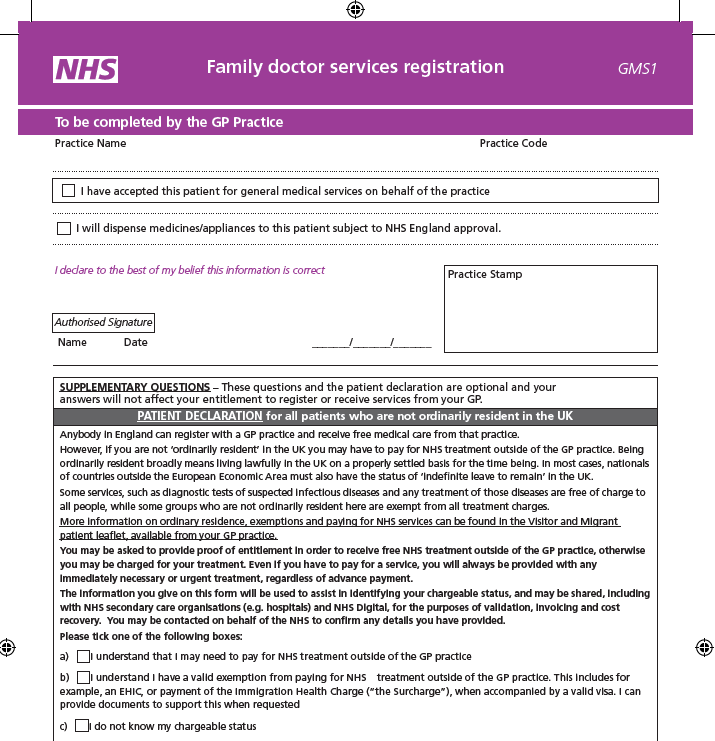 NHS
Family doctor services registration
GMS1
To be completed by the GP Practice
Practice Name
Practice Code
I have accepted this patient for general medical services on behalf of the practice
I will dispense medicines/appliances to this patient subject to NHS England approval.
I declare to the best of my belief this information is correct
Practice Stamp
Authorised Signature
Name Date _______/_______/_______
SUPPLEMENTARY QUESTIONS – These questions and the patient declaration are optional and your
answers will not affect your entitlement to register or receive services from your GP.
PATIENT DECLARATION for all patients who are not ordinarily resident in the UK
Anybody in England can register with a GP practice and receive free medical care from that practice.
However, if you are not ‘ordinarily resident’ in the UK you may have to pay for NHS treatment outside of the GP practice. Being
ordinarily resident broadly means living lawfully in the UK on a properly settled basis for the time being. In most cases, nationals
of countries outside the European Economic Area must also have the status of ‘indefinite leave to remain’ in the UK.
Some services, such as diagnostic tests of suspected infectious diseases and any treatment of those diseases are free of charge to
all people, while some groups who are not ordinarily resident here are exempt from all treatment charges.
More information on ordinary residence, exemptions and paying for NHS services can be found in the Visitor and Migrant
patient leaflet, available from your GP practice.
You may be asked to provide proof of entitlement in order to receive free NHS treatment outside of the GP practice, otherwise
you may be charged for your treatment. Even if you have to pay for a service, you will always be provided with any
immediately necessary or urgent treatment, regardless of advance payment.
The information you give on this form will be used to assist in identifying your chargeable status, and may be shared, including
with NHS secondary care organisations (e.g. hospitals) and NHS Digital, for the purposes of validation, invoicing and cost
recovery. You may be contacted on behalf of the NHS to confirm any details you have provided.
Please tick one of the following boxes:
a) I understand that I may need to pay for NHS treatment outside of the GP practice
b) I understand I have a valid exemption from paying for NHS treatment outside of the GP practice. This includes for
example, an EHIC, or payment of the Immigration Health Charge (“the Surcharge”), when accompanied by a valid visa. I can
provide documents to support this when requested
c) I do not know my chargeable status